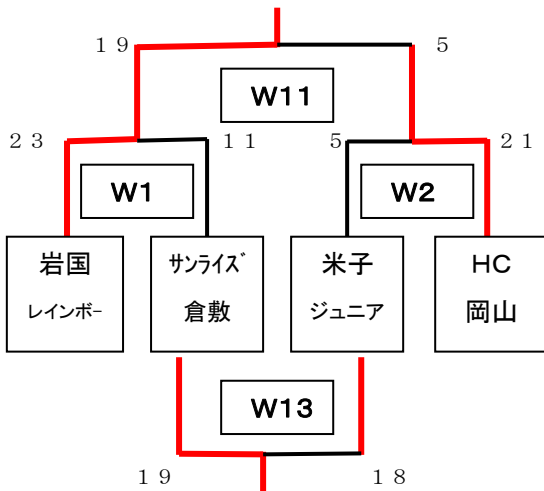 １９ ５
W11
２３ １１ ５ ２１
W1 W2
岩国 サンライズ 米子 HC
レインボー 倉敷 ジュニア 岡山
W13
１９ １８